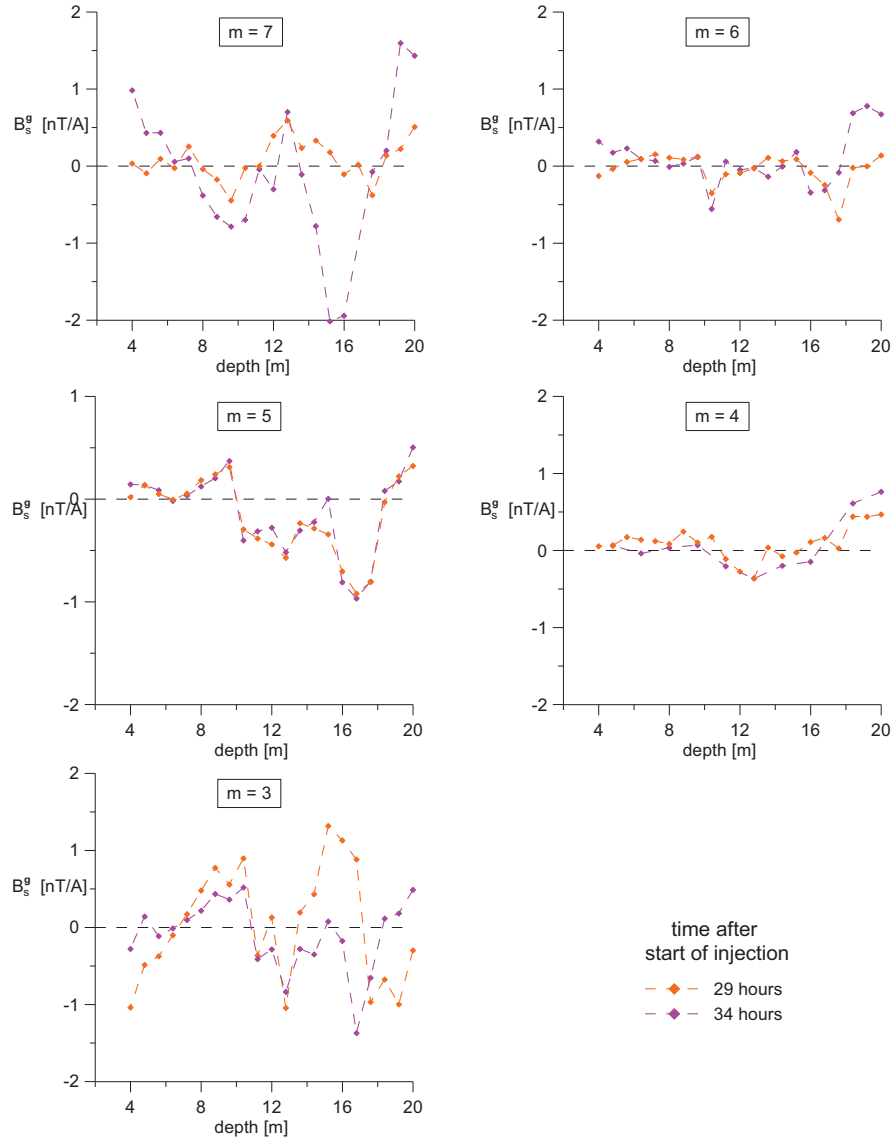 2
m = 7
1
B_s^g [nT/A]
0
-1
-2
4 8 12 16 20
depth [m]
2
m = 6
1
B_s^g [nT/A]
0
-1
-2
4 8 12 16 20
depth [m]
1
m = 5
0
B_s^g [nT/A]
-1
-2
4 8 12 16 20
depth [m]
2
m = 4
1
B_s^g [nT/A]
0
-1
-2
4 8 12 16 20
depth [m]
2
m = 3
1
B_s^g [nT/A]
0
-1
-2
4 8 12 16 20
depth [m]
time after
start of injection
29 hours
34 hours